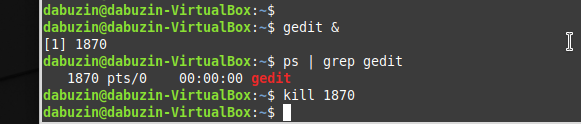 dabuzin@dabuzin-VirtualBox:~$
dabuzin@dabuzin-VirtualBox:~$ gedit &
[1] 1870
dabuzin@dabuzin-VirtualBox:~$ ps | grep gedit
   1870 pts/0    00:00:00 gedit
dabuzin@dabuzin-VirtualBox:~$ kill 1870
dabuzin@dabuzin-VirtualBox:~$